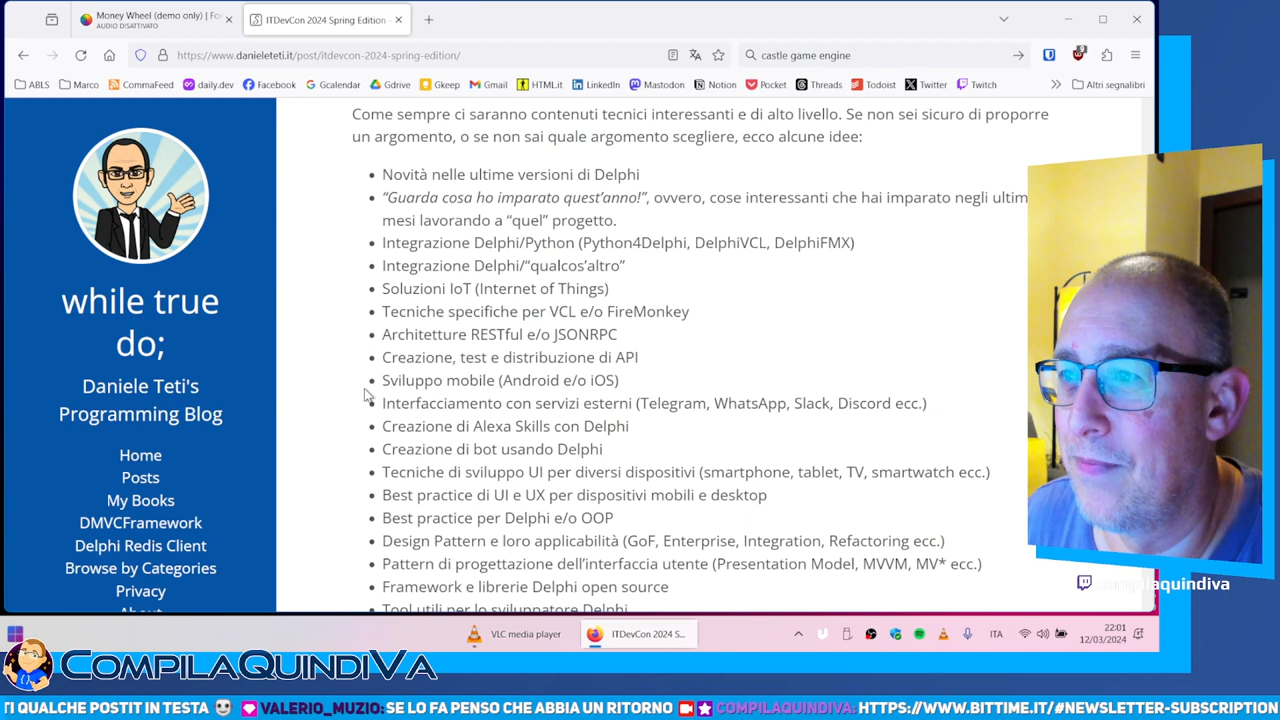 Money Wheel (demo only) | Fo
AUDIO DISATTIVATO
ITDevCon 2024 Spring Edition -
https://www.danieleteti.it/post/itdevcon-2024-spring-edition/
castle game engine
ABLS Marco CommaFeed daily.dev Facebook Gcalendar Gdrive Gkeep Gmail HTMLit LinkedIn Mastodon Notion Pocket Threads Todoist Twitter Twitch Altri segnalibri
Come sempre ci saranno contenuti tecnici interessanti e di alto livello. Se non sei sicuro di proporre
un argomento, o se non sai quale argomento scegliere, ecco alcune idee:
Novità nelle ultime versioni di Delphi
“Guarda cosa ho imparato quest’anno!”, ovvero, cose interessanti che hai imparato negli ultim
mesi lavorando a “quel” progetto.
Integrazione Delphi/Python (Python4Delphi, DelphiVCL, DelphiFMX)
Integrazione Delphi/“qualcos’altro”
Soluzioni IoT (Internet of Things)
Tecniche specifiche per VCL e/o FireMonkey
Architetture RESTful e/o JSONRPC
Creazione, test e distribuzione di API
Sviluppo mobile (Android e/o iOS)
Interfacciamento con servizi esterni (Telegram, WhatsApp, Slack, Discord ecc.)
Creazione di Alexa Skills con Delphi
Creazione di bot usando Delphi
Tecniche di sviluppo UI per diversi dispositivi (smartphone, tablet, TV, smartwatch ecc.)
Best practice di UI e UX per dispositivi mobili e desktop
Best practice per Delphi e/o OOP
Design Pattern e loro applicabilità (GoF, Enterprise, Integration, Refactoring ecc.)
Pattern di progettazione dell’interfaccia utente (Presentation Model, MVVM, MV* ecc.)
Framework e librerie Delphi open source
Tool utili per lo sviluppatore Delphi
while true
do;
Daniele Teti's
Programming Blog
Home
Posts
My Books
DMVCFramework
Delphi Redis Client
Browse by Categories
Privacy
About
compilaquindiva
VLC media player
ITDevCon 2024 S...
ITA
22:01
12/03/2024
COMPILAQUINDIVA
TI QUALCHE POSTIT IN TESTA VALERIO_MUZIO: SE LO FA PENSO CHE ABBIA UN RITORNO COMPILAQUINDIVA: HTTPS://WWW.BITTIME.IT/#NEWSLETTER-SUBSCRIPTION